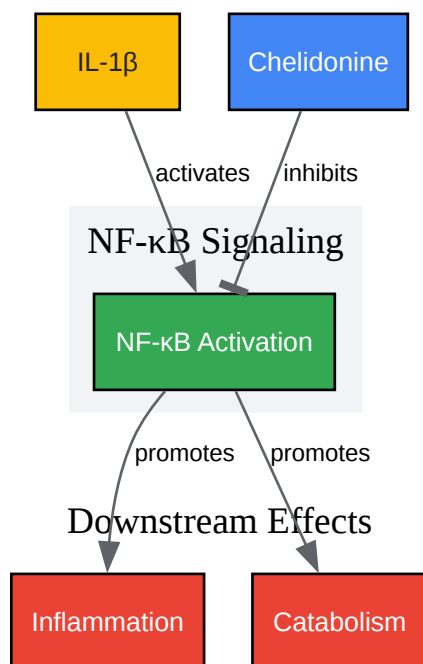 IL-1β
Chelidonine
activates
inhibits
NF-κB Signaling
NF-κB Activation
promotes
promotes
Downstream Effects
Inflammation
Catabolism